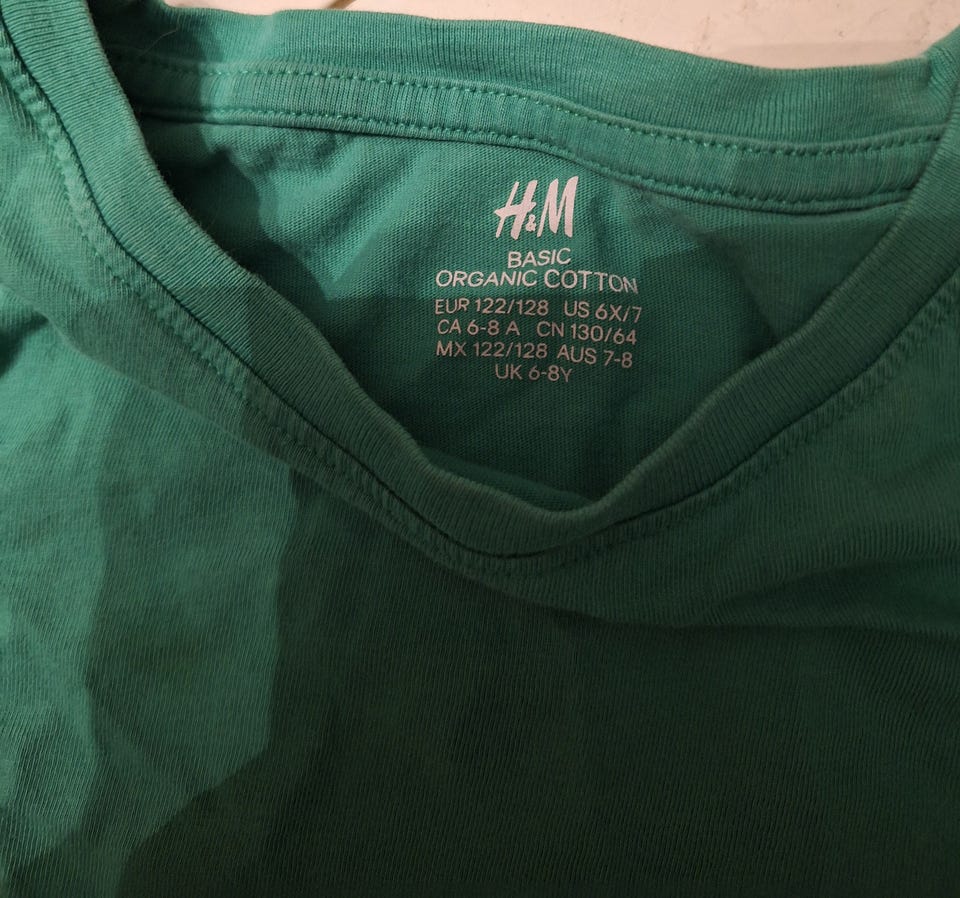 H&M
BASIC
ORGANIC COTTON
EUR 122/128 US 6X/7
CA 6-8 A CN 130/64
MX 122/128 AUS 7-8
UK 6-8Y